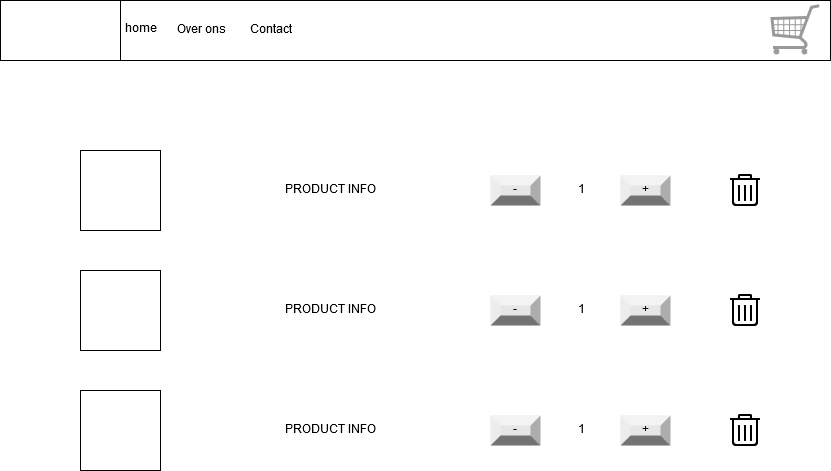 home Over ons Contact
PRODUCT INFO - 1 +
PRODUCT INFO - 1 +
PRODUCT INFO - 1 +